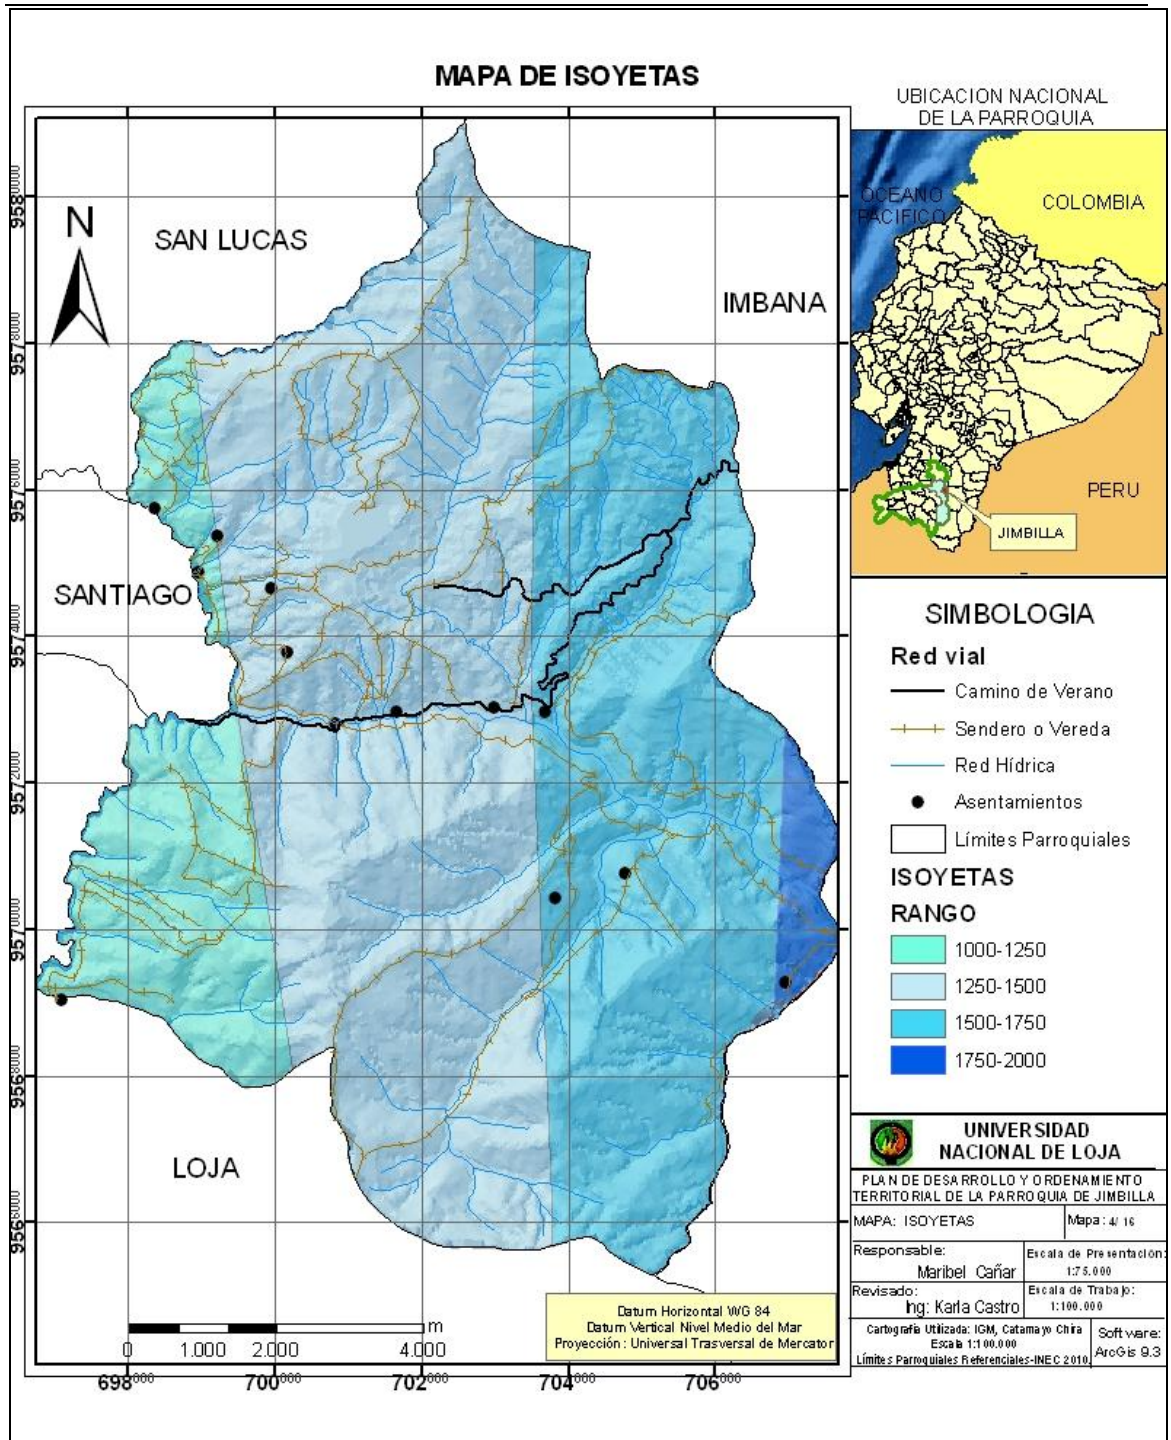 MAPA DE ISOYETAS
UBICACION NACIONAL
DE LA PARROQUIA
OCEANO
PACIFICO
COLOMBIA
PERU
JIMBILLA
N
SAN LUCAS
IMBANA
SANTIAGO
LOJA
9580000
9578000
9576000
9574000
9572000
9570000
9568000
698000
700000
702000
704000
706000
m
0
1.000
2.000
4.000
Datum Horizontal WG 84
Datum Vertical Nivel Medio del Mar
Proyección: Universal Trasversal de Mercator
SIMBOLOGIA
Red vial
Camino de Verano
Sendero o Vereda
Red Hídrica
Asentamientos
Límites Parroquiales
ISOYETAS
RANGO
1000-1250
1250-1500
1500-1750
1750-2000
UNIVERSIDAD
NACIONAL DE LOJA
PLAN DE DESARROLLO Y ORDENAMIENTO
TERRITORIAL DE LA PARROQUIA DE JIMBILLA
MAPA: ISOYETAS
Mapa: 4/ 16
Responsable:
Maribel Cañar
Escala de Presentación:
1:75.000
Revisado:
Ing: Karla Castro
Escala de Trabajo:
1:100.000
Cartografía Utilizada: IGM, Catamayo Chira
Escala 1:100.000
Límites Parroquiales Referenciales-INEC 2010.
Software:
ArcGis 9.3